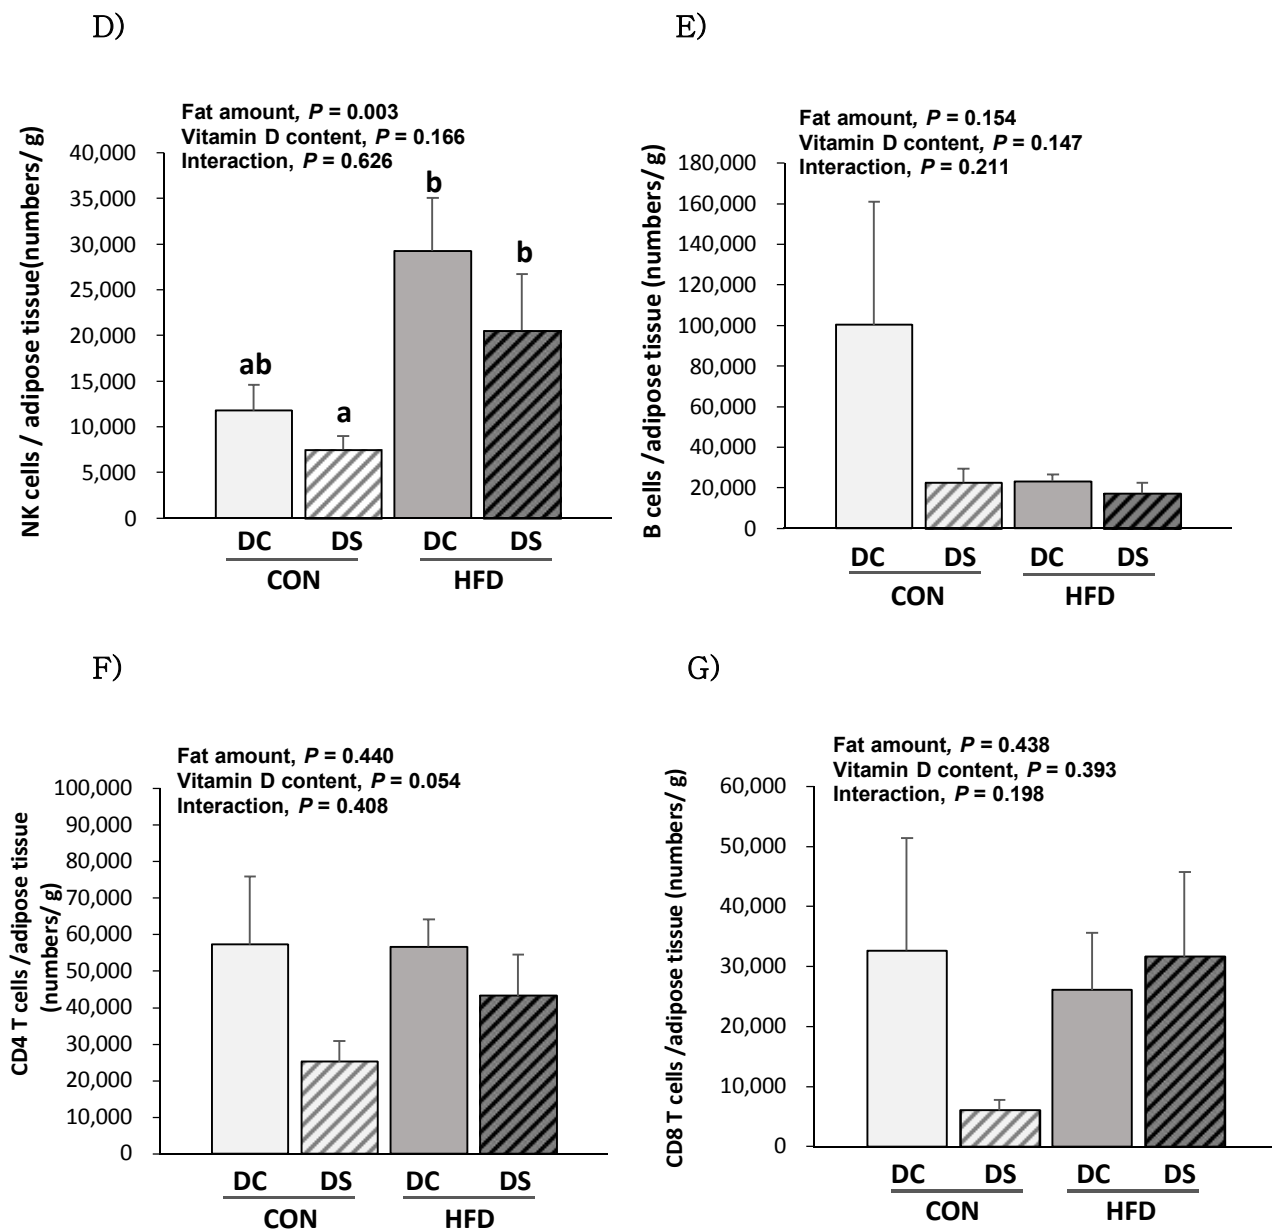 D)
Fat amount, P = 0.003
Vitamin D content, P = 0.166
Interaction, P = 0.626
NK cells / adipose tissue(numbers/ g)
40,000
35,000
30,000
25,000
20,000
15,000
10,000
5,000
0
ab
a
b
b
DC DS DC DS
CON HFD
E)
Fat amount, P = 0.154
Vitamin D content, P = 0.147
Interaction, P = 0.211
B cells /adipose tissue (numbers/ g)
180,000
160,000
140,000
120,000
100,000
80,000
60,000
40,000
20,000
0
DC DS DC DS
CON HFD
F)
Fat amount, P = 0.440
Vitamin D content, P = 0.054
Interaction, P = 0.408
CD4 T cells /adipose tissue
(numbers/ g)
100,000
90,000
80,000
70,000
60,000
50,000
40,000
30,000
20,000
10,000
0
DC DS DC DS
CON HFD
G)
Fat amount, P = 0.438
Vitamin D content, P = 0.393
Interaction, P = 0.198
CD8 T cells /adipose tissue (numbers/ g)
60,000
50,000
40,000
30,000
20,000
10,000
0
DC DS DC DS
CON HFD